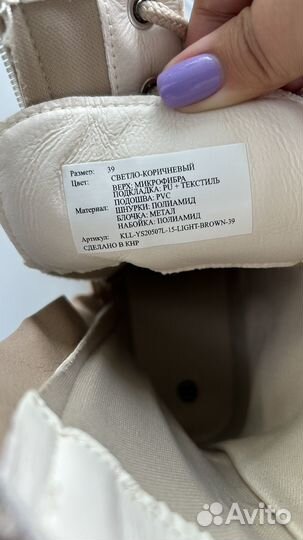 Размер: 39
Цвет: СВЕТЛО-КОРИЧНЕВЫЙ
ВЕРХ: МИКРОФИБРА
ПОДКЛАДКА: PU + ТЕКСТИЛЬ
ПОДОШВА: PVC
Материал: ШНУРКИ: ПОЛИАМИД
БЛОЧКА: МЕТАЛ
НАБОЙКА: ПОЛИАМИД
Артикул: KLL-YS20507L-15-LIGHT-BROWN-39
СДЕЛАНО В КНР
Avito